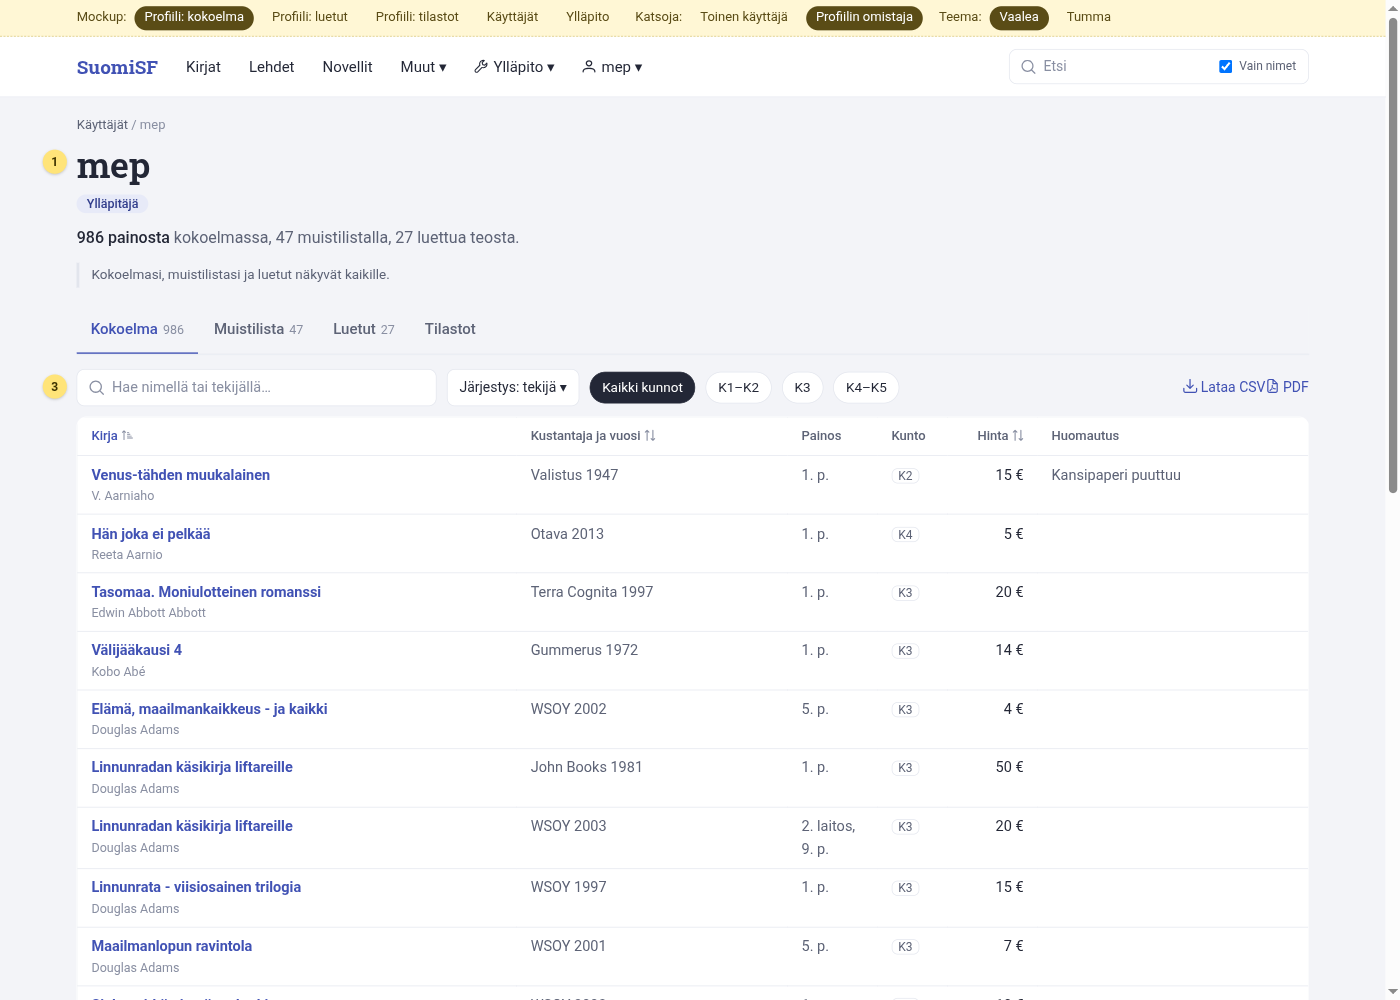 Mockup: Profiili: kokoelma Profiili: luetut Profiili: tilastot Käyttäjät Ylläpito Katsoja: Toinen käyttäjä Profiilin omistaja Teema: Vaalea Tumma
SuomiSF Kirjat Lehdet Novellit Muut ▾ Ylläpito ▾ mep ▾ Etsi Vain nimet
Käyttäjät / mep
1 mep
Ylläpitäjä
986 painosta kokoelmassa, 47 muistilistalla, 27 luettua teosta.
Kokoelmasi, muistilistasi ja luetut näkyvät kaikille.
Kokoelma 986 Muistilista 47 Luetut 27 Tilastot
3 Hae nimellä tai tekijällä... Järjestys: tekijä ▾ Kaikki kunnot K1–K2 K3 K4–K5 Lataa CSV PDF
Kirja Kustantaja ja vuosi Painos Kunto Hinta Huomautus
Venus-tähden muukalainen Valistus 1947 1. p. K2 15 € Kansipaperi puuttuu
V. Aarniaho
Hän joka ei pelkää Otava 2013 1. p. K4 5 €
Reeta Aarnio
Tasomaa. Moniulotteinen romanssi Terra Cognita 1997 1. p. K3 20 €
Edwin Abbott Abbott
Välijääkausi 4 Gummerus 1972 1. p. K3 14 €
Kobo Abé
Elämä, maailmankaikkeus - ja kaikki WSOY 2002 5. p. K3 4 €
Douglas Adams
Linnunradan käsikirja liftareille John Books 1981 1. p. K3 50 €
Douglas Adams
Linnunradan käsikirja liftareille WSOY 2003 2. laitos, K3 20 €
Douglas Adams 9. p.
Linnunrata - viisiosainen trilogia WSOY 1997 1. p. K3 15 €
Douglas Adams
Maailmanlopun ravintola WSOY 2001 5. p. K3 7 €
Douglas Adams